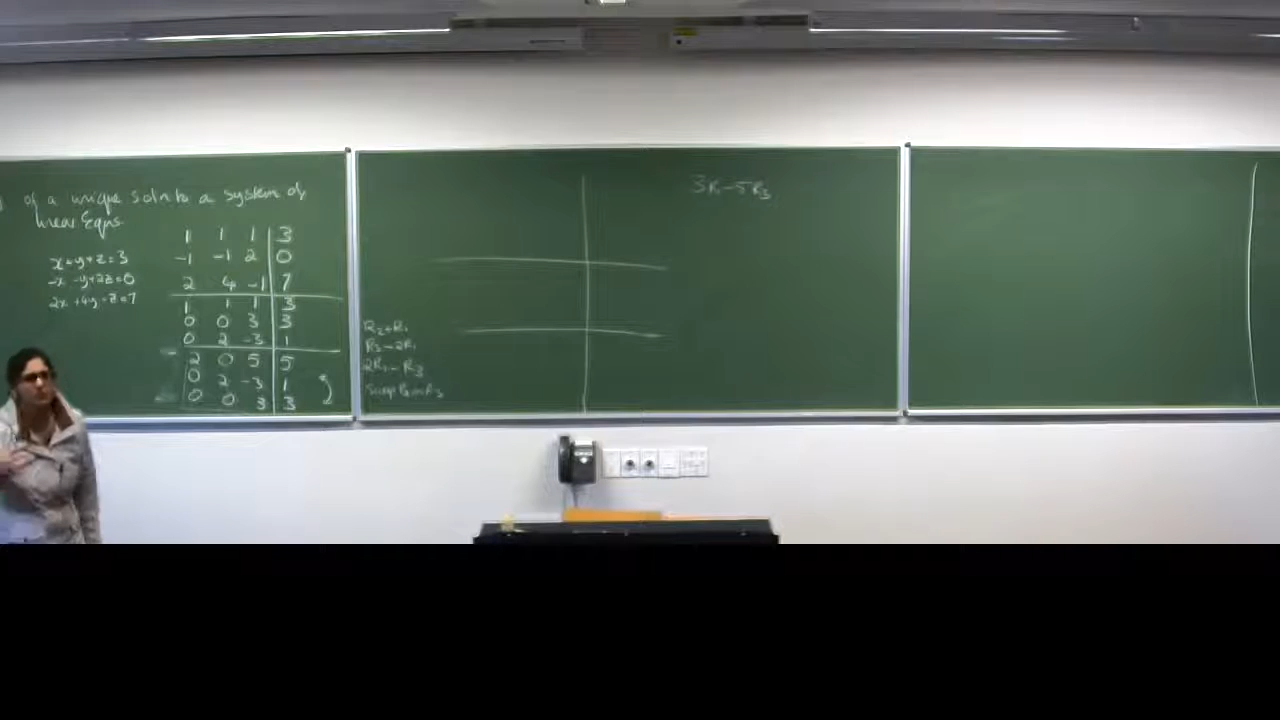 of a unique soln to a system of
linear Eqns
x+y+z=3
-x-y+2z=0
2x+4y-z=7
1 1 1 | 3
-1 -1 2 | 0
2 4 -1 | 7
1 1 1 | 3
0 0 3 | 3
0 2 -3 | 1
2 0 5 | 5
0 2 -3 | 1
0 0 3 | 3
R2+R1
R3-2R1
2R1-R3
Swap R2 R3
3R1-5R3